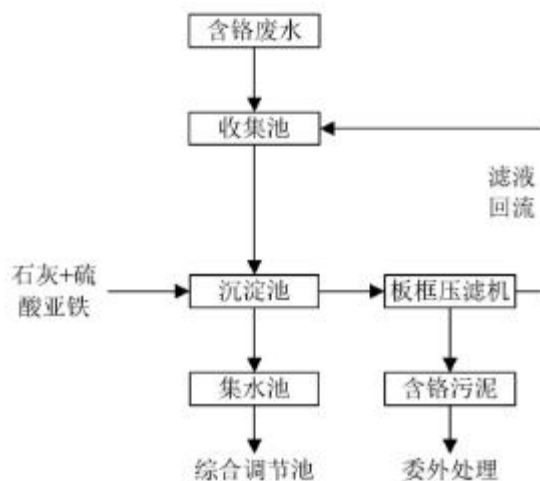 含铬废水
收集池
滤液
回流
石灰+硫
酸亚铁
沉淀池
板框压滤机
集水池
含铬污泥
综合调节池
委外处理